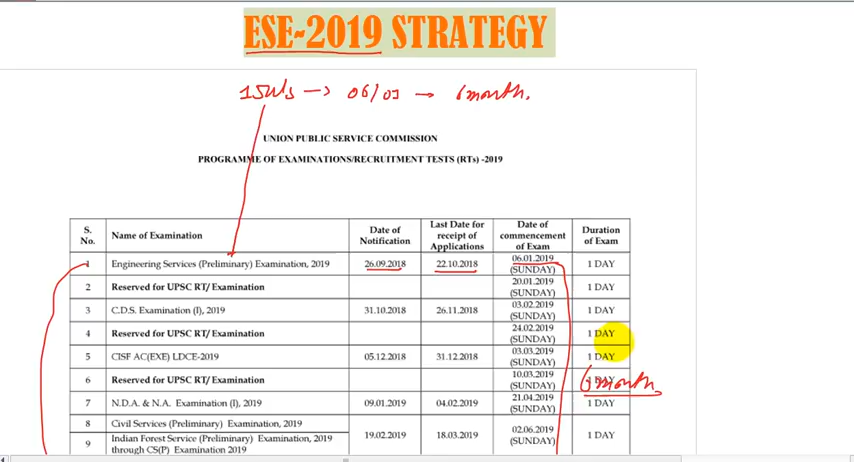 ESE-2019 STRATEGY
→ 06/01 → 6 month.
UNION PUBLIC SERVICE COMMISSION
PROGRAMME OF EXAMINATIONS/RECRUITMENT TESTS (RTs) -2019
S. No. Name of Examination Date of Notification Last Date for receipt of Applications Date of commencement of Exam Duration of Exam
1 Engineering Services (Preliminary) Examination, 2019 26.09.2018 22.10.2018 06.01.2019 (SUNDAY) 1 DAY
2 Reserved for UPSC RT/ Examination 20.01.2019 (SUNDAY) 1 DAY
3 C.D.S. Examination (I), 2019 31.10.2018 26.11.2018 03.02.2019 (SUNDAY) 1 DAY
4 Reserved for UPSC RT/ Examination 24.02.2019 (SUNDAY) 1 DAY
5 CISF AC(EXE) LDCE-2019 05.12.2018 31.12.2018 03.03.2019 (SUNDAY) 1 DAY
6 Reserved for UPSC RT/ Examination 10.03.2019 (SUNDAY) 1 DAY
6 month
7 N.D.A. & N.A. Examination (I), 2019 09.01.2019 04.02.2019 21.04.2019 (SUNDAY) 1 DAY
8 Civil Services (Preliminary) Examination, 2019 19.02.2019 18.03.2019 02.06.2019 (SUNDAY) 1 DAY
9 Indian Forest Service (Preliminary) Examination, 2019 through CS(P) Examination 2019